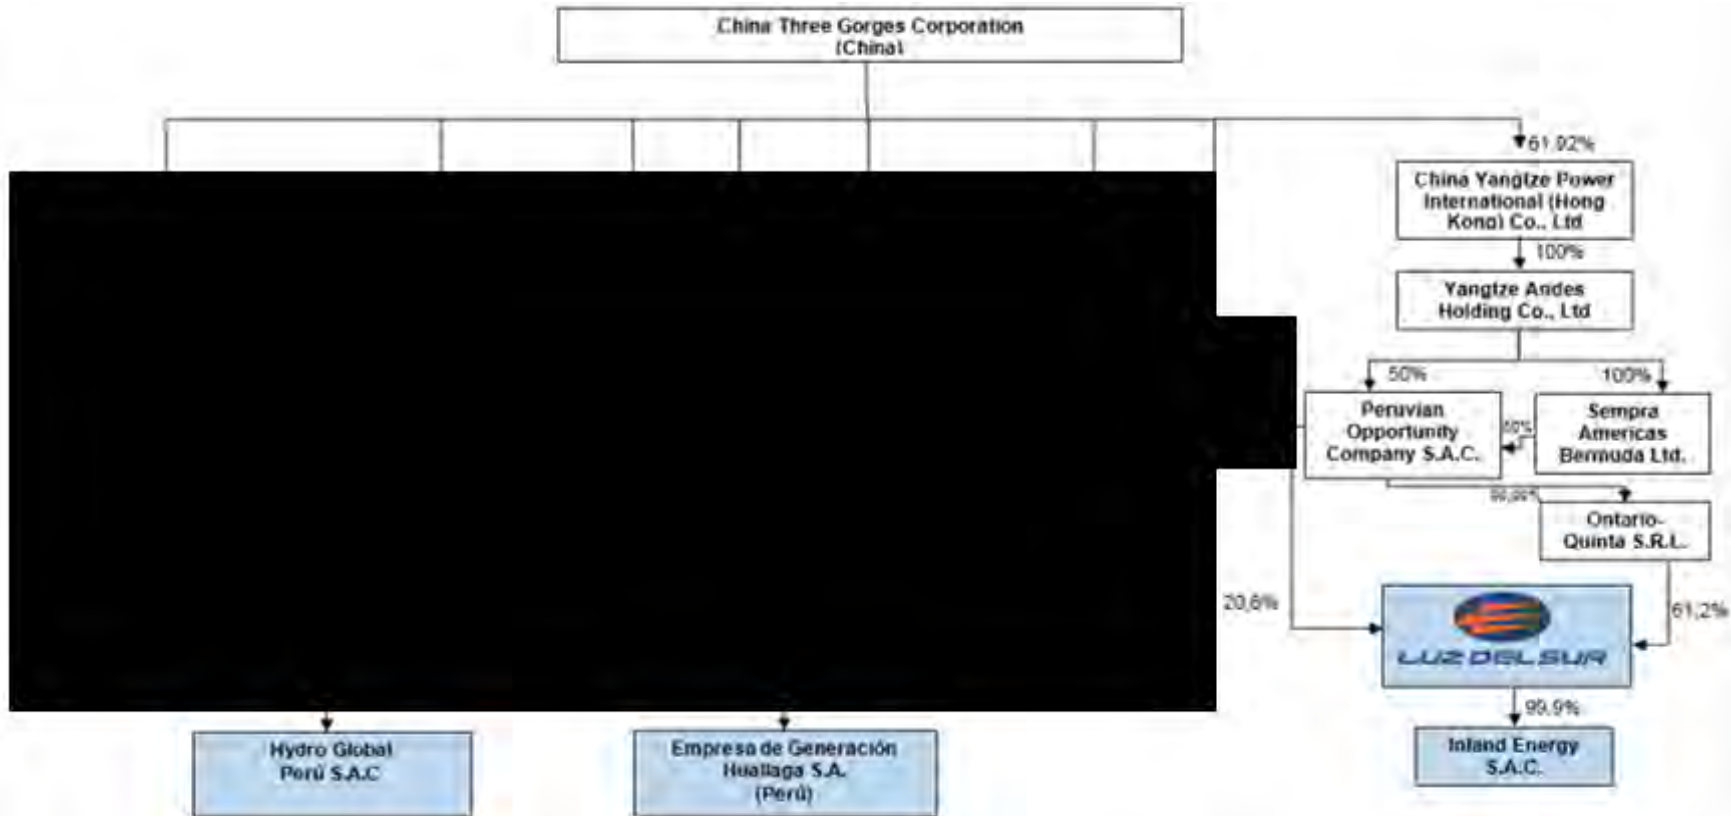 China Three Gorges Corporation
(China)
61.92%
China Yangtze Power
International (Hong
Kong) Co., Ltd
100%
Yangtze Andes
Holding Co., Ltd
50%
100%
Peruvian
Opportunity
Company S.A.C.
Sempra
Americas
Bermuda Ltd.
Ontario-
Quinta S.R.L.
20,6%
61,2%
LUZ DEL SUR
99,9%
Hydro Global
Perú S.A.C
Empresa de Generación
Huallaga S.A.
(Perú)
Inland Energy
S.A.C.